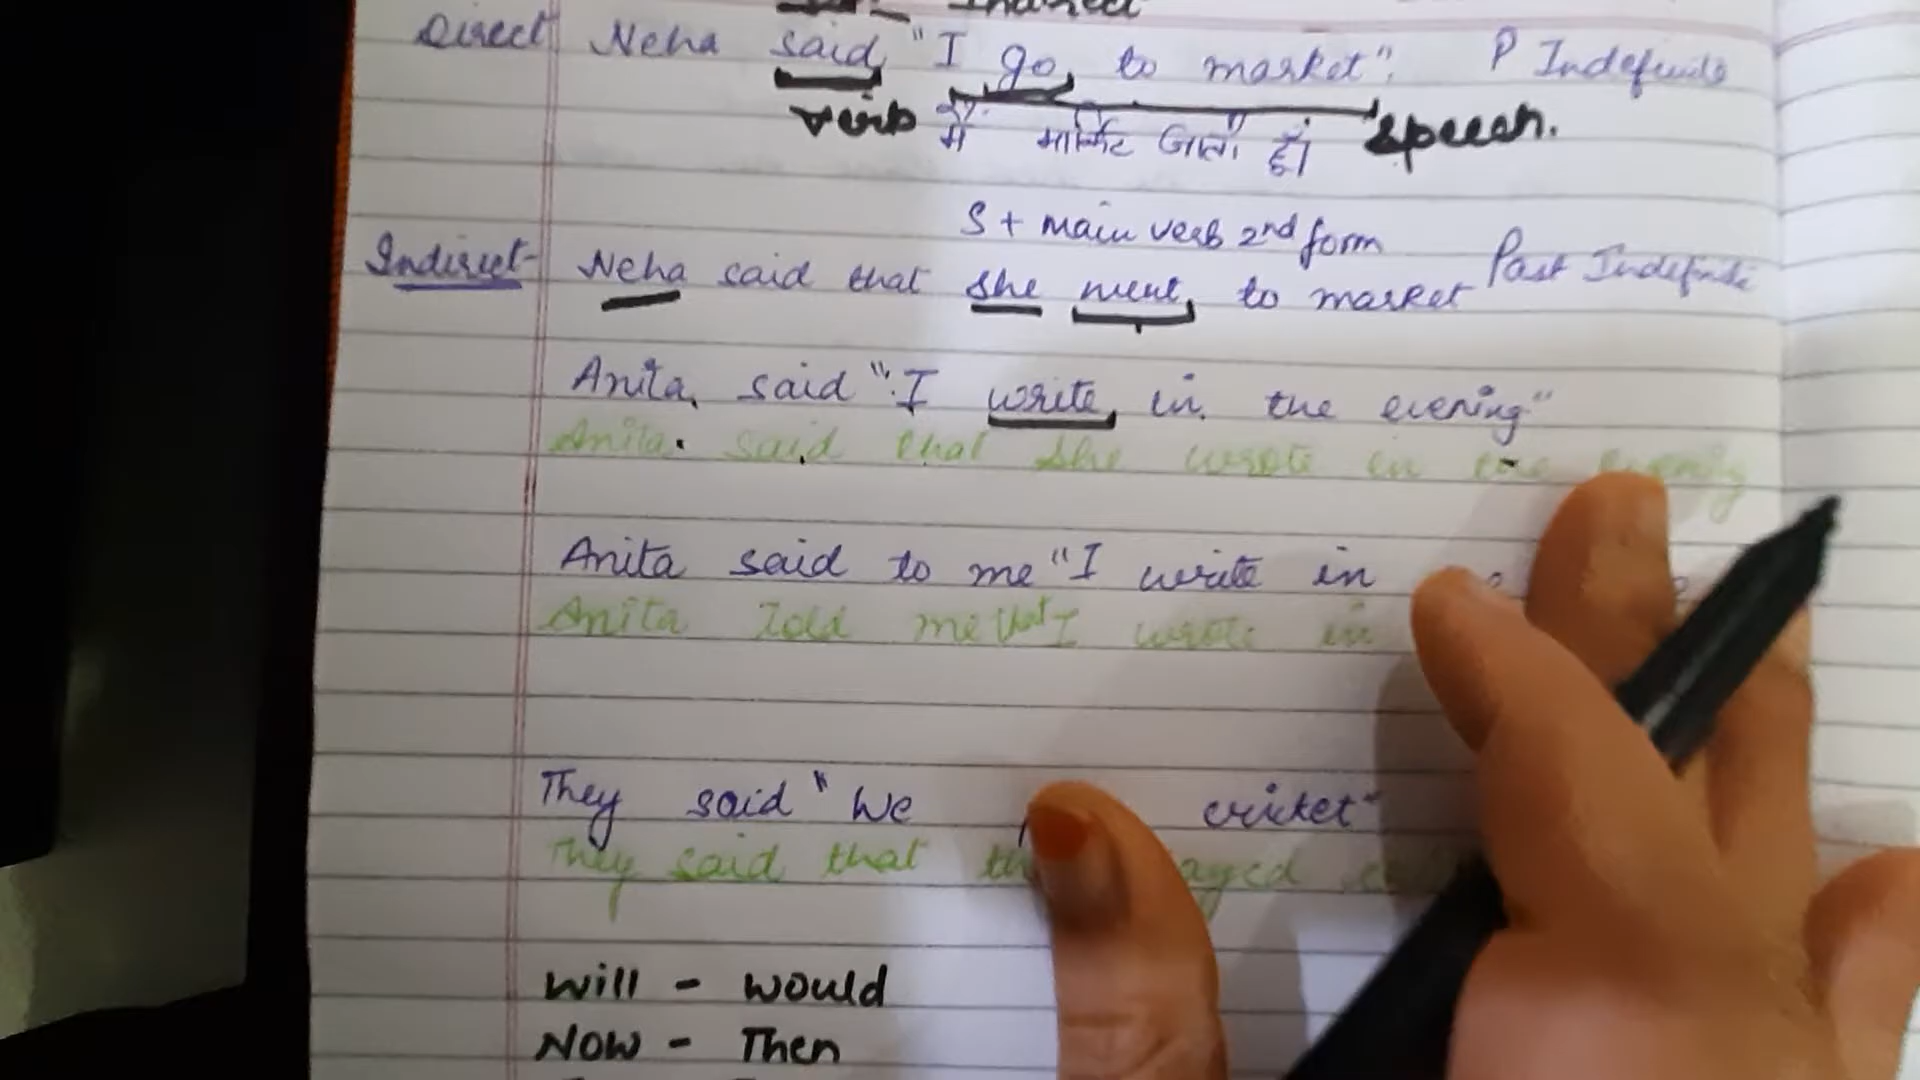 Indirect
Direct Neha said "I go to market". P Indefinite
verb मैं मार्किट जाती हूँ। speech.
S + main verb 2nd form
Indirect- Neha said that she went to market Past Indefinite
Anita said "I write in the evening"
Anita said that she wrote in the evening
Anita said to me "I write in
Anita Told me that I wrote in
They said "We cricket"
They said that
Will - Would
Now - Then